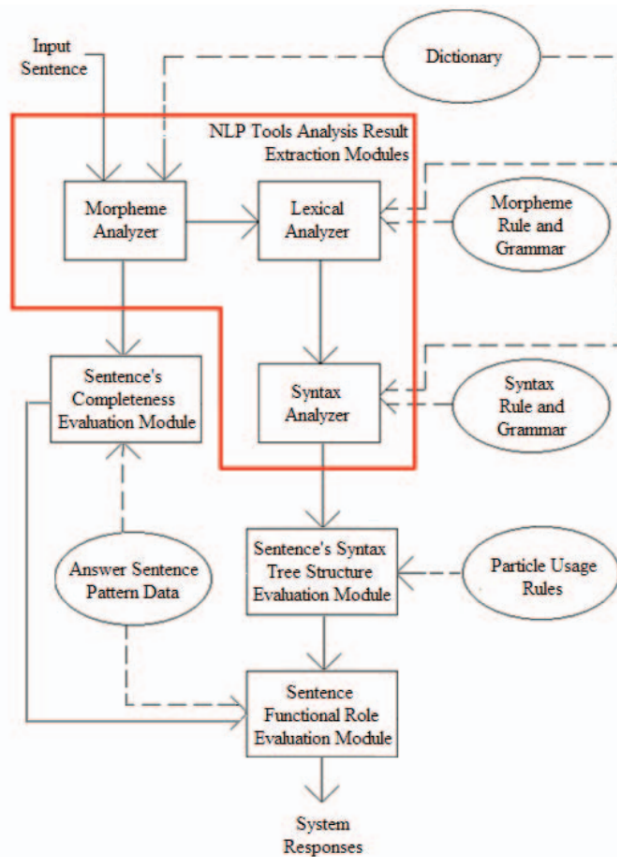 Input
Sentence
Dictionary
NLP Tools Analysis Result
Extraction Modules
Morpheme
Analyzer
Lexical
Analyzer
Morpheme
Rule and
Grammar
Sentence's
Completeness
Evaluation Module
Syntax
Analyzer
Syntax
Rule and
Grammar
Answer Sentence
Pattern Data
Sentence's Syntax
Tree Structure
Evaluation Module
Particle Usage
Rules
Sentence
Functional Role
Evaluation Module
System
Responses